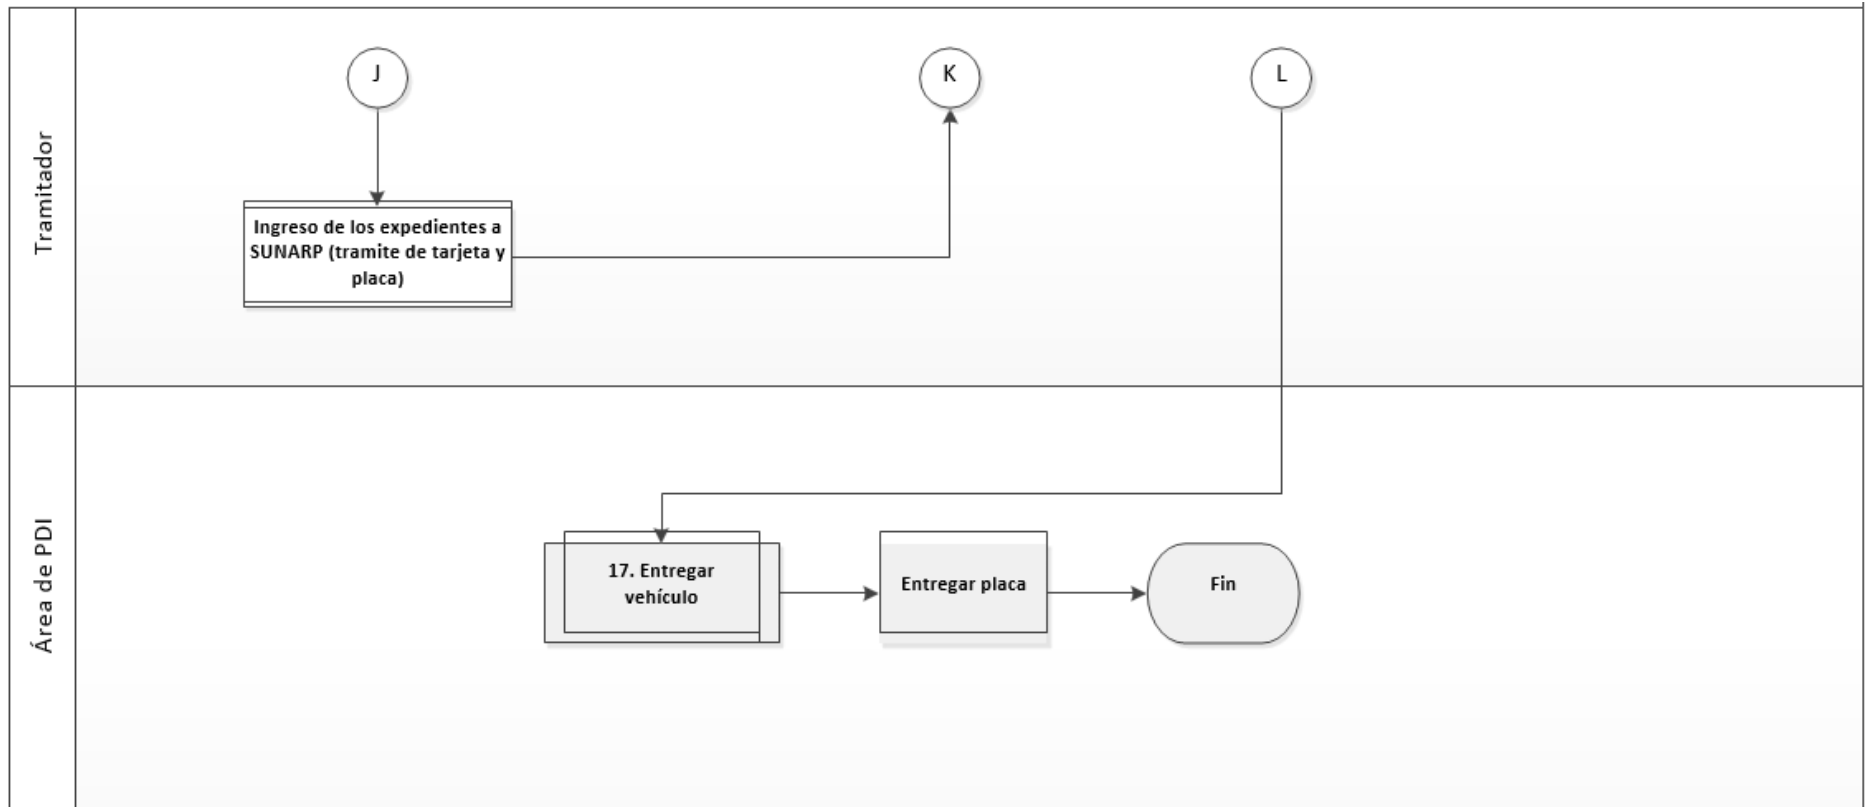 Tramitador
J
K
L
Ingreso de los expedientes a
SUNARP (tramite de tarjeta y
placa)
Área de PDI
17. Entregar
vehículo
Entregar placa
Fin